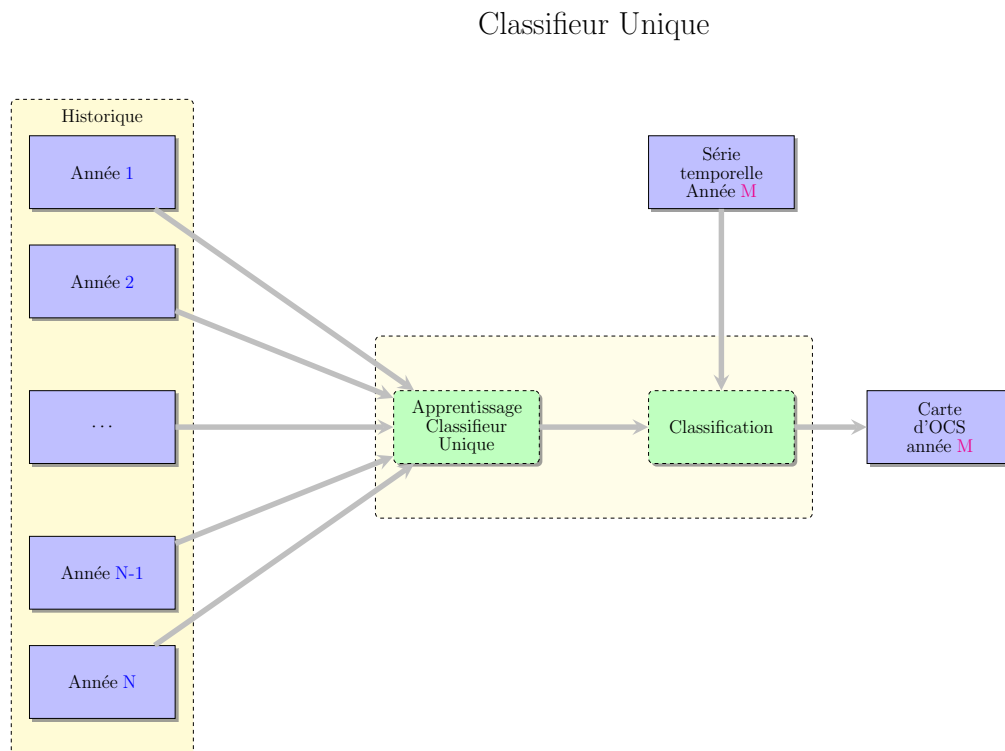 Classifieur Unique
Historique
Année 1
Année 2
...
Année N-1
Année N
Série
temporelle
Année M
Apprentissage
Classifieur
Unique
Classification
Carte
d'OCS
année M